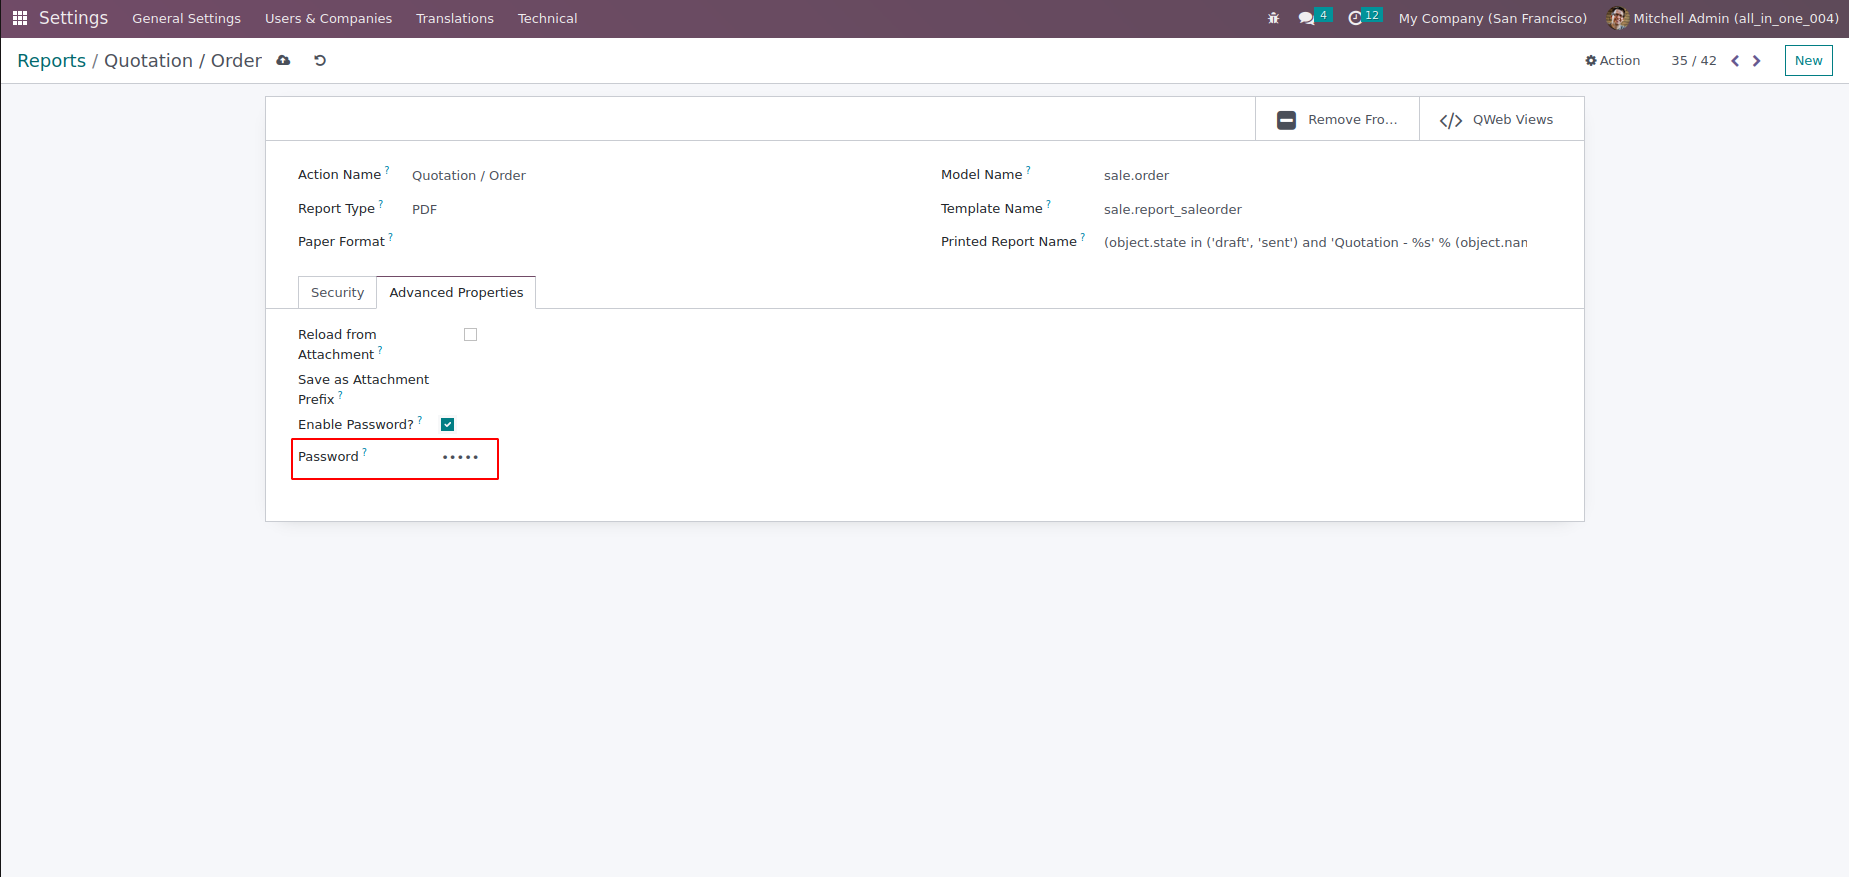 Settings General Settings Users & Companies Translations Technical 4 12 My Company (San Francisco) Mitchell Admin (all_in_one_004)
Reports / Quotation / Order Action 35 / 42 New
Remove Fro... QWeb Views
Action Name ? Quotation / Order
Model Name ? sale.order
Report Type ? PDF
Template Name ? sale.report_saleorder
Paper Format ?
Printed Report Name ? (object.state in ('draft', 'sent') and 'Quotation - %s' % (object.nan
Security Advanced Properties
Reload from
Attachment ?
Save as Attachment
Prefix ?
Enable Password? ?
Password ? •••••